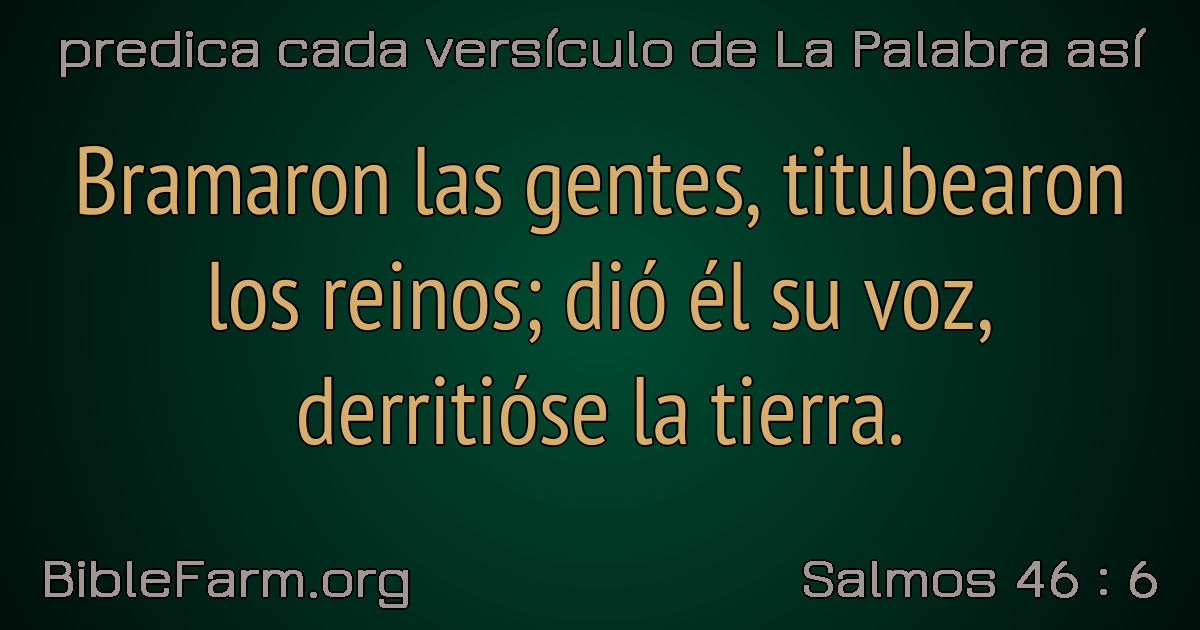 predica cada versículo de La Palabra así
Bramaron las gentes, titubearon
los reinos; dió él su voz,
derritióse la tierra.
BibleFarm.org
Salmos 46 : 6